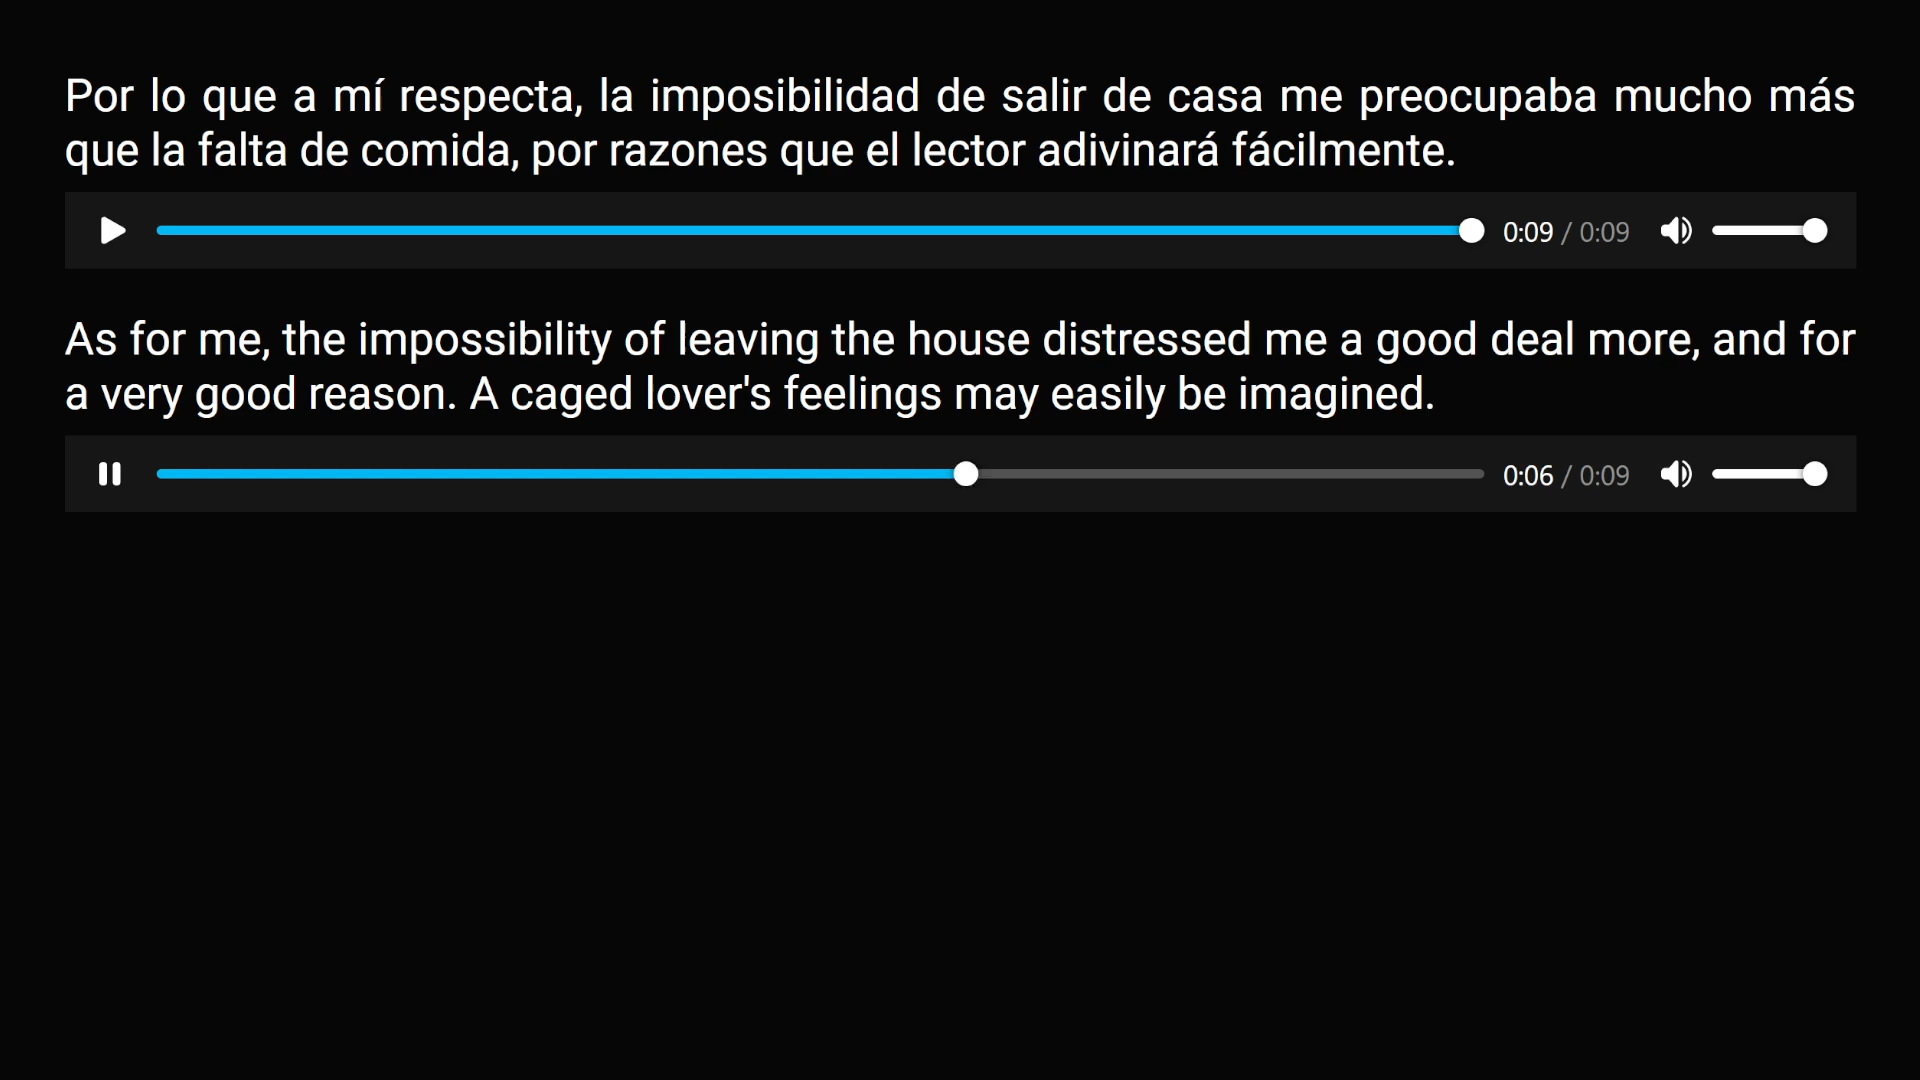 Por lo que a mí respecta, la imposibilidad de salir de casa me preocupaba mucho más
que la falta de comida, por razones que el lector adivinará fácilmente.
0:09 / 0:09
As for me, the impossibility of leaving the house distressed me a good deal more, and for
a very good reason. A caged lover's feelings may easily be imagined.
0:06 / 0:09